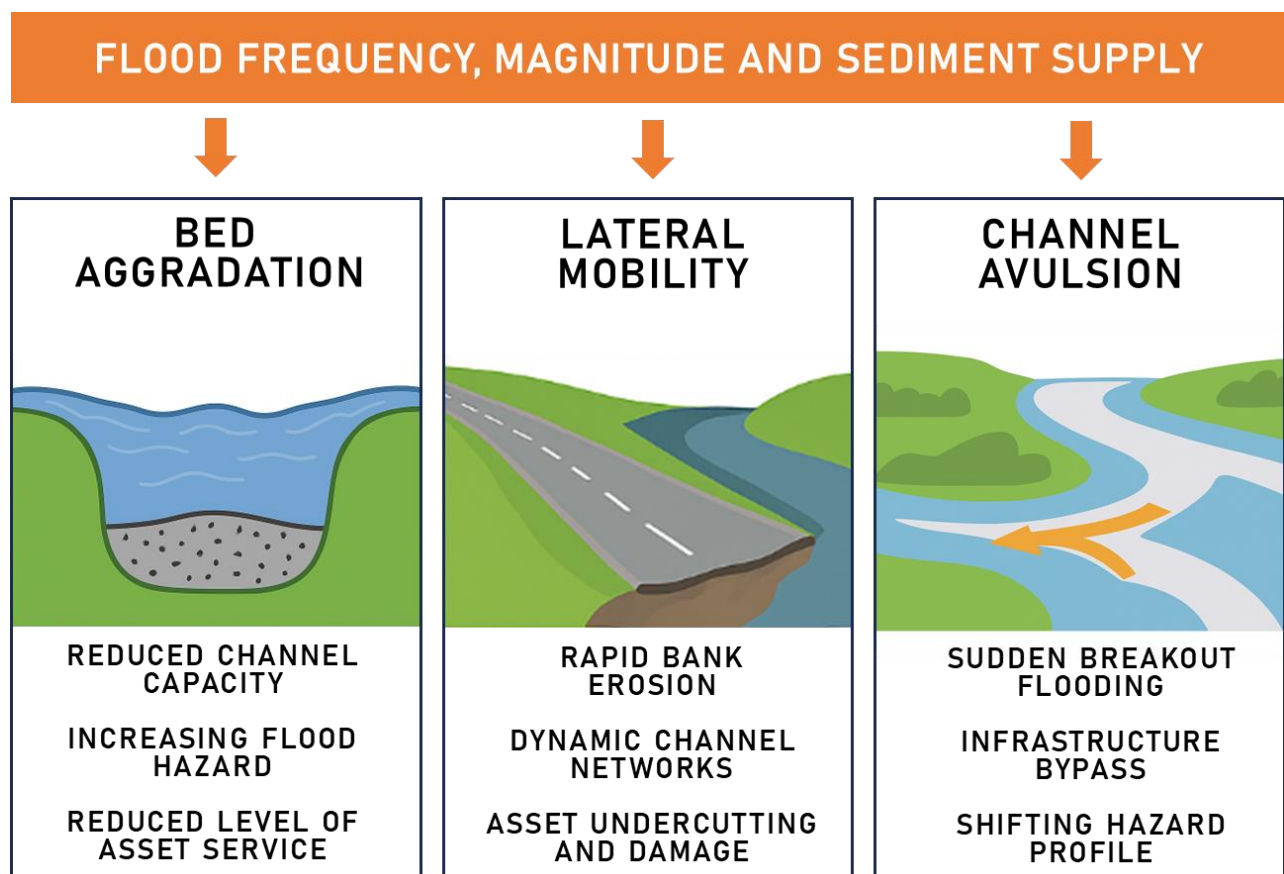 FLOOD FREQUENCY, MAGNITUDE AND SEDIMENT SUPPLY
BED
AGGRADATION
REDUCED CHANNEL
CAPACITY
INCREASING FLOOD
HAZARD
REDUCED LEVEL OF
ASSET SERVICE
LATERAL
MOBILITY
RAPID BANK
EROSION
DYNAMIC CHANNEL
NETWORKS
ASSET UNDERCUTTING
AND DAMAGE
CHANNEL
AVULSION
SUDDEN BREAKOUT
FLOODING
INFRASTRUCTURE
BYPASS
SHIFTING HAZARD
PROFILE